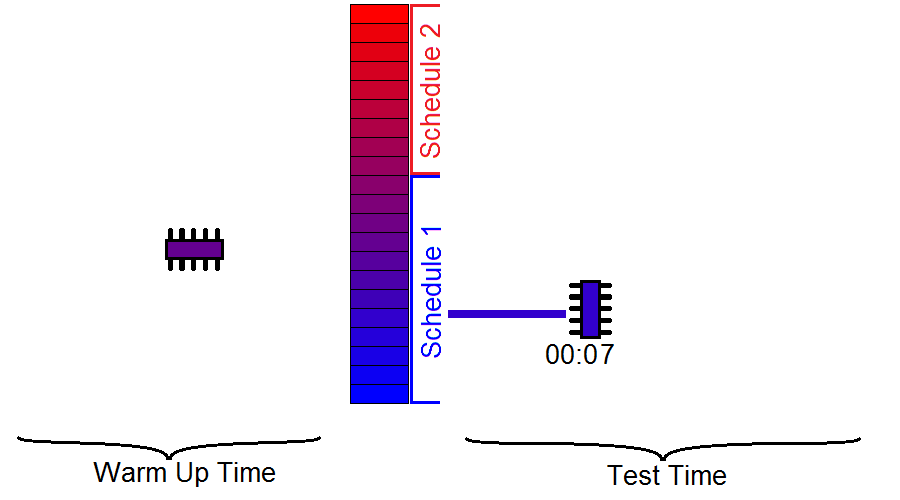 Schedule 2
Schedule 1
00:07
Warm Up Time
Test Time